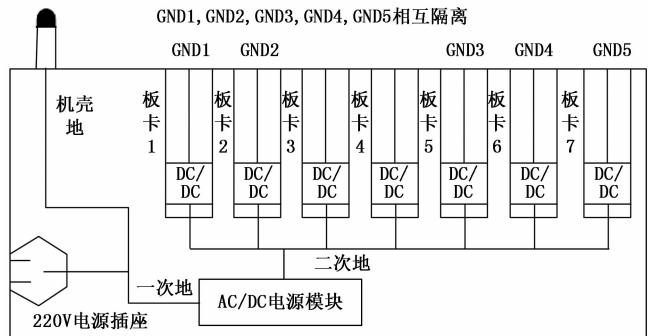 GND1,GND2,GND3,GND4,GND5相互隔离
GND1 GND2 GND3 GND4 GND5
机壳地
板卡1
板卡2
板卡3
板卡4
板卡5
板卡6
板卡7
DC/DC
DC/DC
DC/DC
DC/DC
DC/DC
DC/DC
DC/DC
二次地
一次地
AC/DC电源模块
220V电源插座